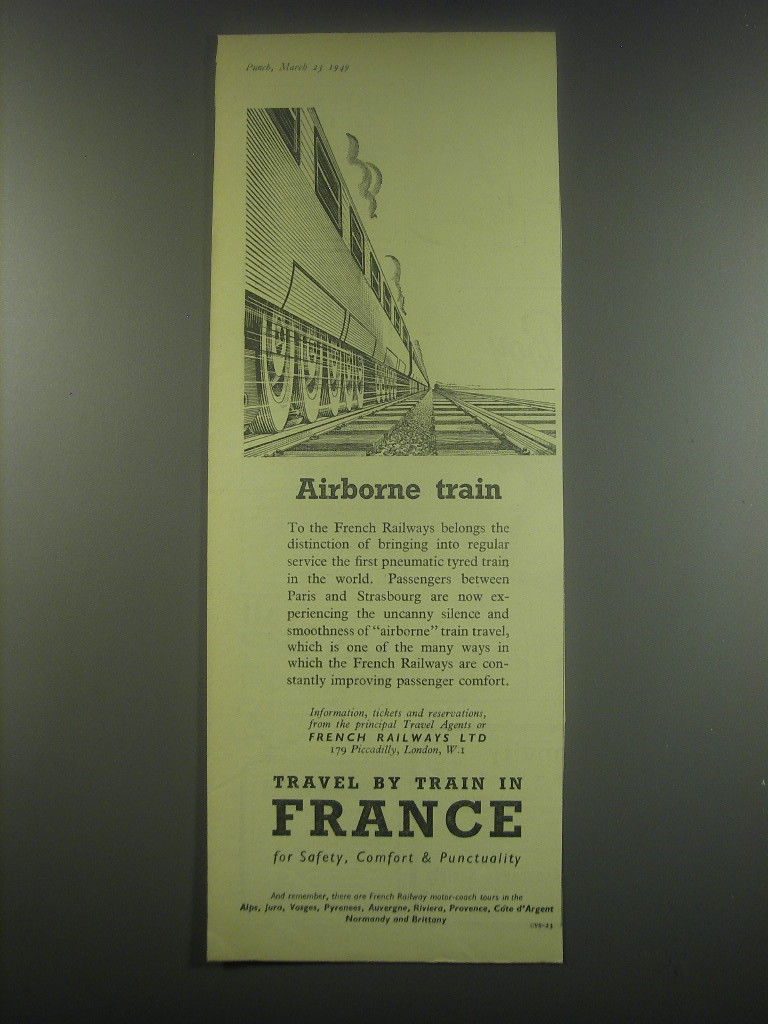 Punch, March 23 1949
Airborne train
To the French Railways belongs the
distinction of bringing into regular
service the first pneumatic tyred train
in the world. Passengers between
Paris and Strasbourg are now ex-
periencing the uncanny silence and
smoothness of "airborne" train travel,
which is one of the many ways in
which the French Railways are con-
stantly improving passenger comfort.
Information, tickets and reservations,
from the principal Travel Agents or
FRENCH RAILWAYS LTD
179 Piccadilly, London, W.1
TRAVEL BY TRAIN IN
FRANCE
for Safety, Comfort & Punctuality
And remember, there are French Railway motor-coach tours in the
Alps, Jura, Vosges, Pyrenees, Auvergne, Riviera, Provence, Côte d'Argent
Normandy and Brittany